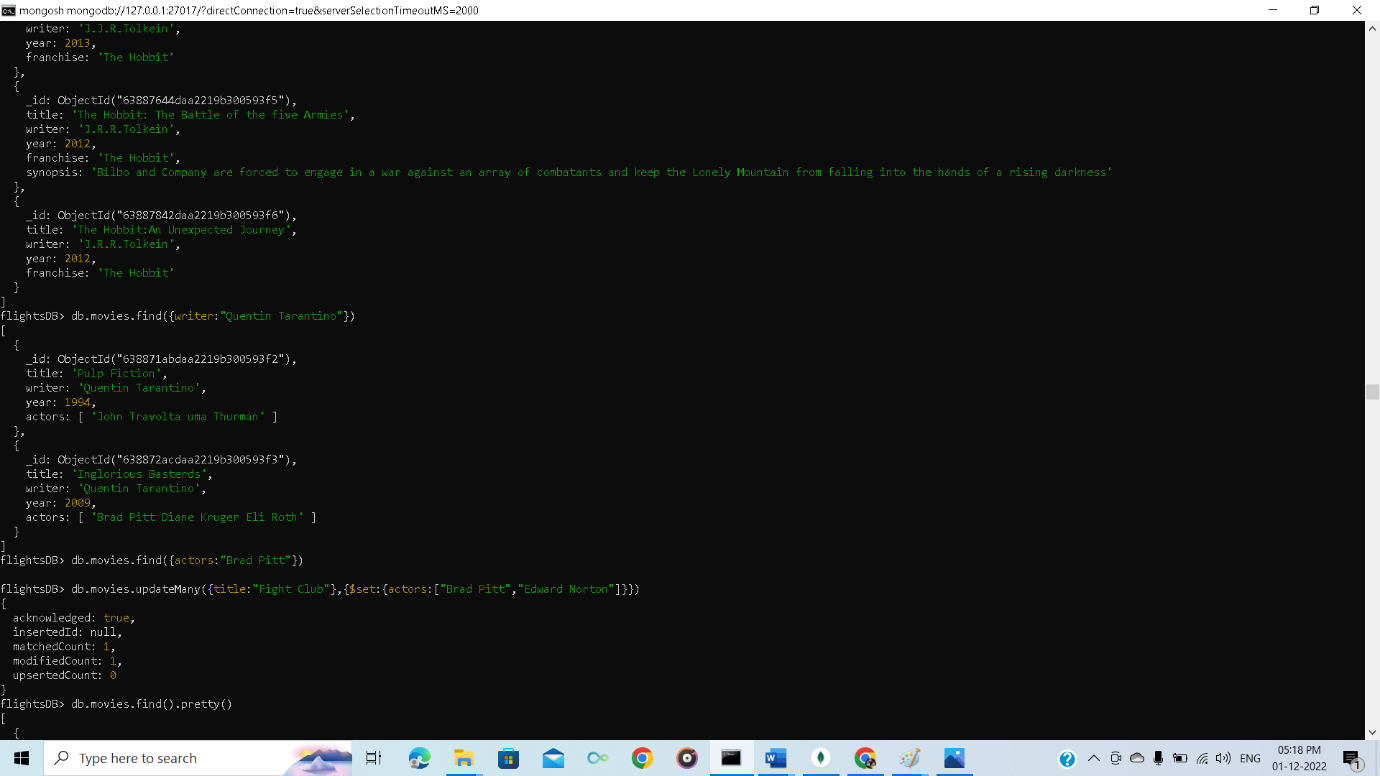 mongosh mongodb://127.0.0.1:27017/?directConnection=true&serverSelectionTimeoutMS=2000
writer: 'J.J.R.Tolkein',
year: 2013,
franchise: 'The Hobbit'
},
{
_id: ObjectId("63887644daa2219b300593f5"),
title: 'The Hobbit: The Battle of the five Armies',
writer: 'J.R.R.Tolkein',
year: 2012,
franchise: 'The Hobbit',
synopsis: 'Bilbo and Company are forced to engage in a war against an array of combatants and keep the Lonely Mountain from falling into the hands of a rising darkness'
},
{
_id: ObjectId("63887842daa2219b300593f6"),
title: 'The Hobbit:An Unexpected Journey',
writer: 'J.R.R.Tolkein',
year: 2012,
franchise: 'The Hobbit'
}
]
flightsDB> db.movies.find({writer:"Quentin Tarantino"})
[
{
_id: ObjectId("638871abdaa2219b300593f2"),
title: 'Pulp Fiction',
writer: 'Quentin Tarantino',
year: 1994,
actors: [ 'John Travolta uma Thurman' ]
},
{
_id: ObjectId("638872acdaa2219b300593f3"),
title: 'Inglorious Basterds',
writer: 'Quentin Tarantino',
year: 2009,
actors: [ 'Brad Pitt Diane Kruger Eli Roth' ]
}
]
flightsDB> db.movies.find({actors:"Brad Pitt"})
flightsDB> db.movies.updateMany({title:"Fight Club"},{$set:{actors:["Brad Pitt","Edward Norton"]}})
{
acknowledged: true,
insertedId: null,
matchedCount: 1,
modifiedCount: 1,
upsertedCount: 0
}
flightsDB> db.movies.find().pretty()
[
{
Type here to search
ENG
05:18 PM
01-12-2022
1